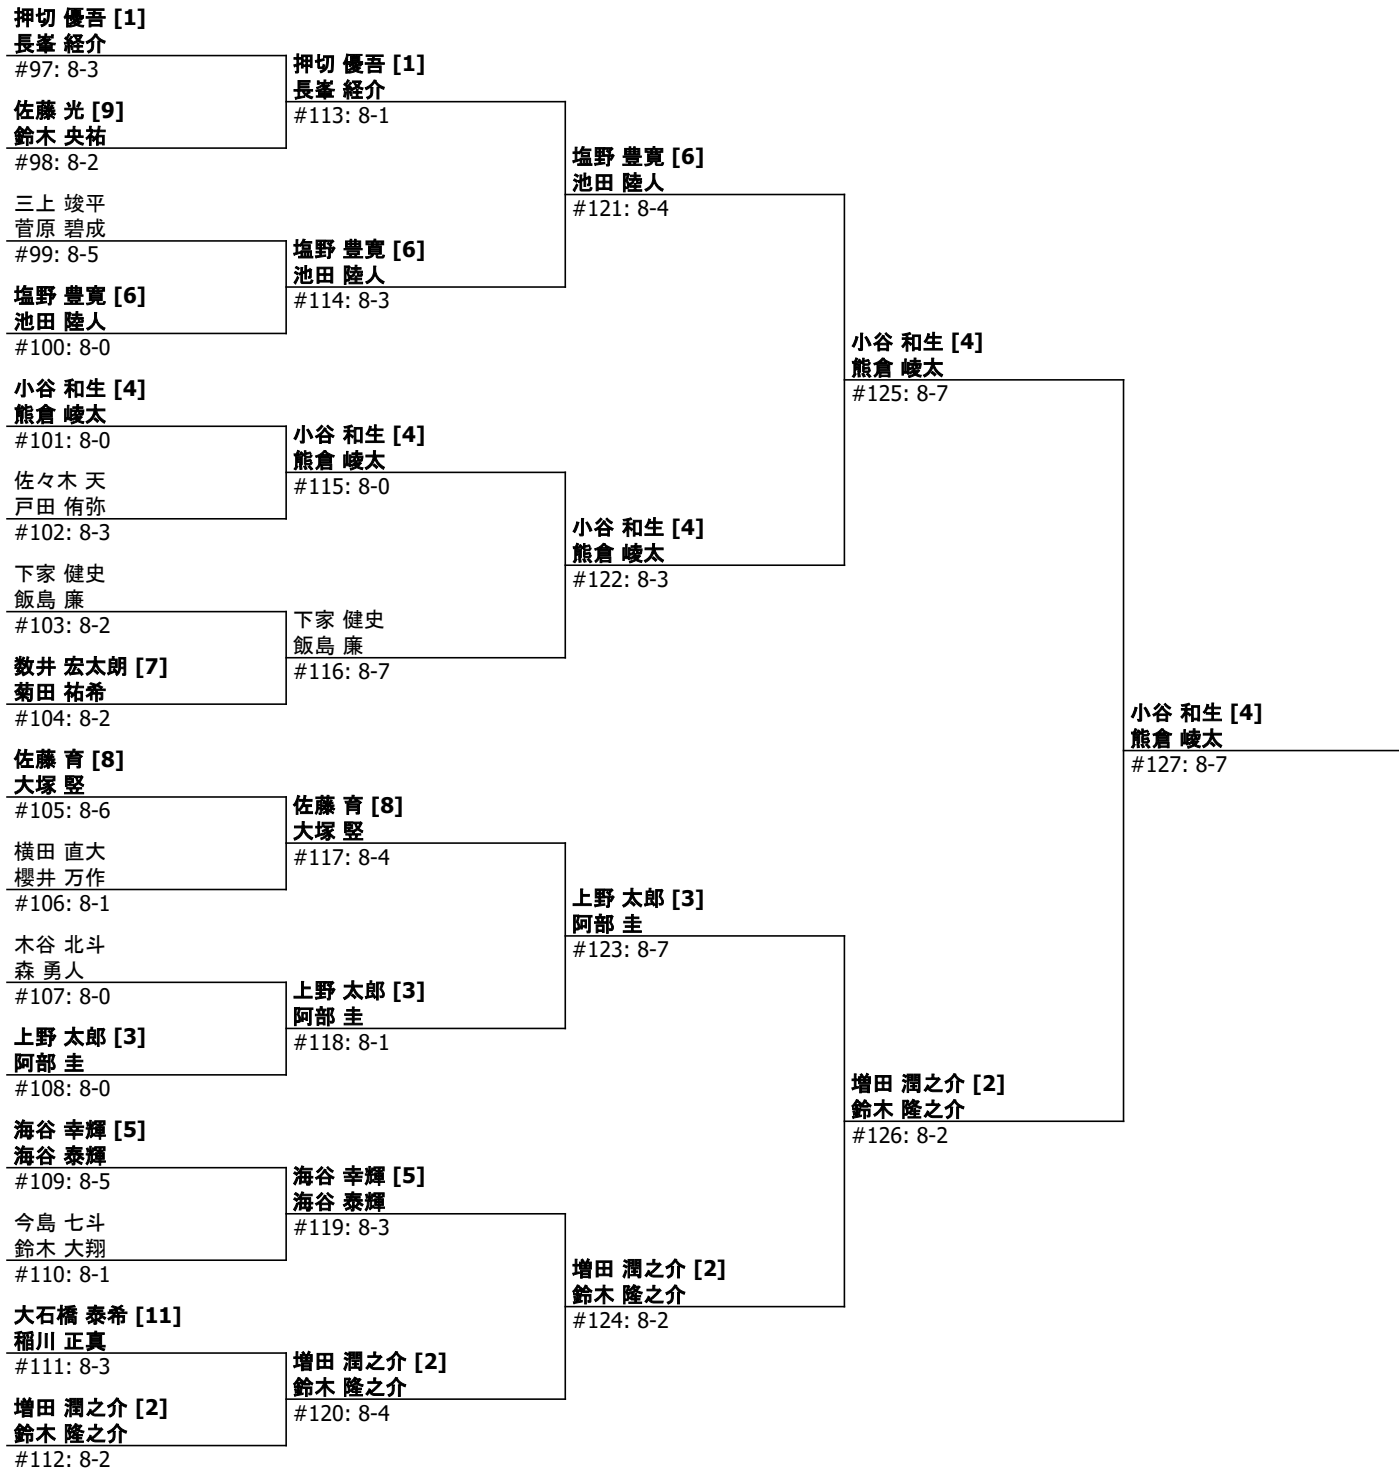 押切 優吾 [1]
長峯 経介
#97: 8-3
佐藤 光 [9]
鈴木 央祐
#98: 8-2
三上 竣平
菅原 碧成
#99: 8-5
塩野 豊寛 [6]
池田 陸人
#100: 8-0
小谷 和生 [4]
熊倉 崚太
#101: 8-0
佐々木 天
戸田 侑弥
#102: 8-3
下家 健史
飯島 廉
#103: 8-2
数井 宏太朗 [7]
菊田 祐希
#104: 8-2
佐藤 育 [8]
大塚 竪
#105: 8-6
横田 直大
櫻井 万作
#106: 8-1
木谷 北斗
森 勇人
#107: 8-0
上野 太郎 [3]
阿部 圭
#108: 8-0
海谷 幸輝 [5]
海谷 泰輝
#109: 8-5
今島 七斗
鈴木 大翔
#110: 8-1
大石橋 泰希 [11]
稲川 正真
#111: 8-3
増田 潤之介 [2]
鈴木 隆之介
#112: 8-2
押切 優吾 [1]
長峯 経介
#113: 8-1
塩野 豊寛 [6]
池田 陸人
#114: 8-3
小谷 和生 [4]
熊倉 崚太
#115: 8-0
下家 健史
飯島 廉
#116: 8-7
佐藤 育 [8]
大塚 竪
#117: 8-4
上野 太郎 [3]
阿部 圭
#118: 8-1
海谷 幸輝 [5]
海谷 泰輝
#119: 8-3
増田 潤之介 [2]
鈴木 隆之介
#120: 8-4
塩野 豊寛 [6]
池田 陸人
#121: 8-4
小谷 和生 [4]
熊倉 崚太
#122: 8-3
上野 太郎 [3]
阿部 圭
#123: 8-7
増田 潤之介 [2]
鈴木 隆之介
#124: 8-2
小谷 和生 [4]
熊倉 崚太
#125: 8-7
増田 潤之介 [2]
鈴木 隆之介
#126: 8-2
小谷 和生 [4]
熊倉 崚太
#127: 8-7